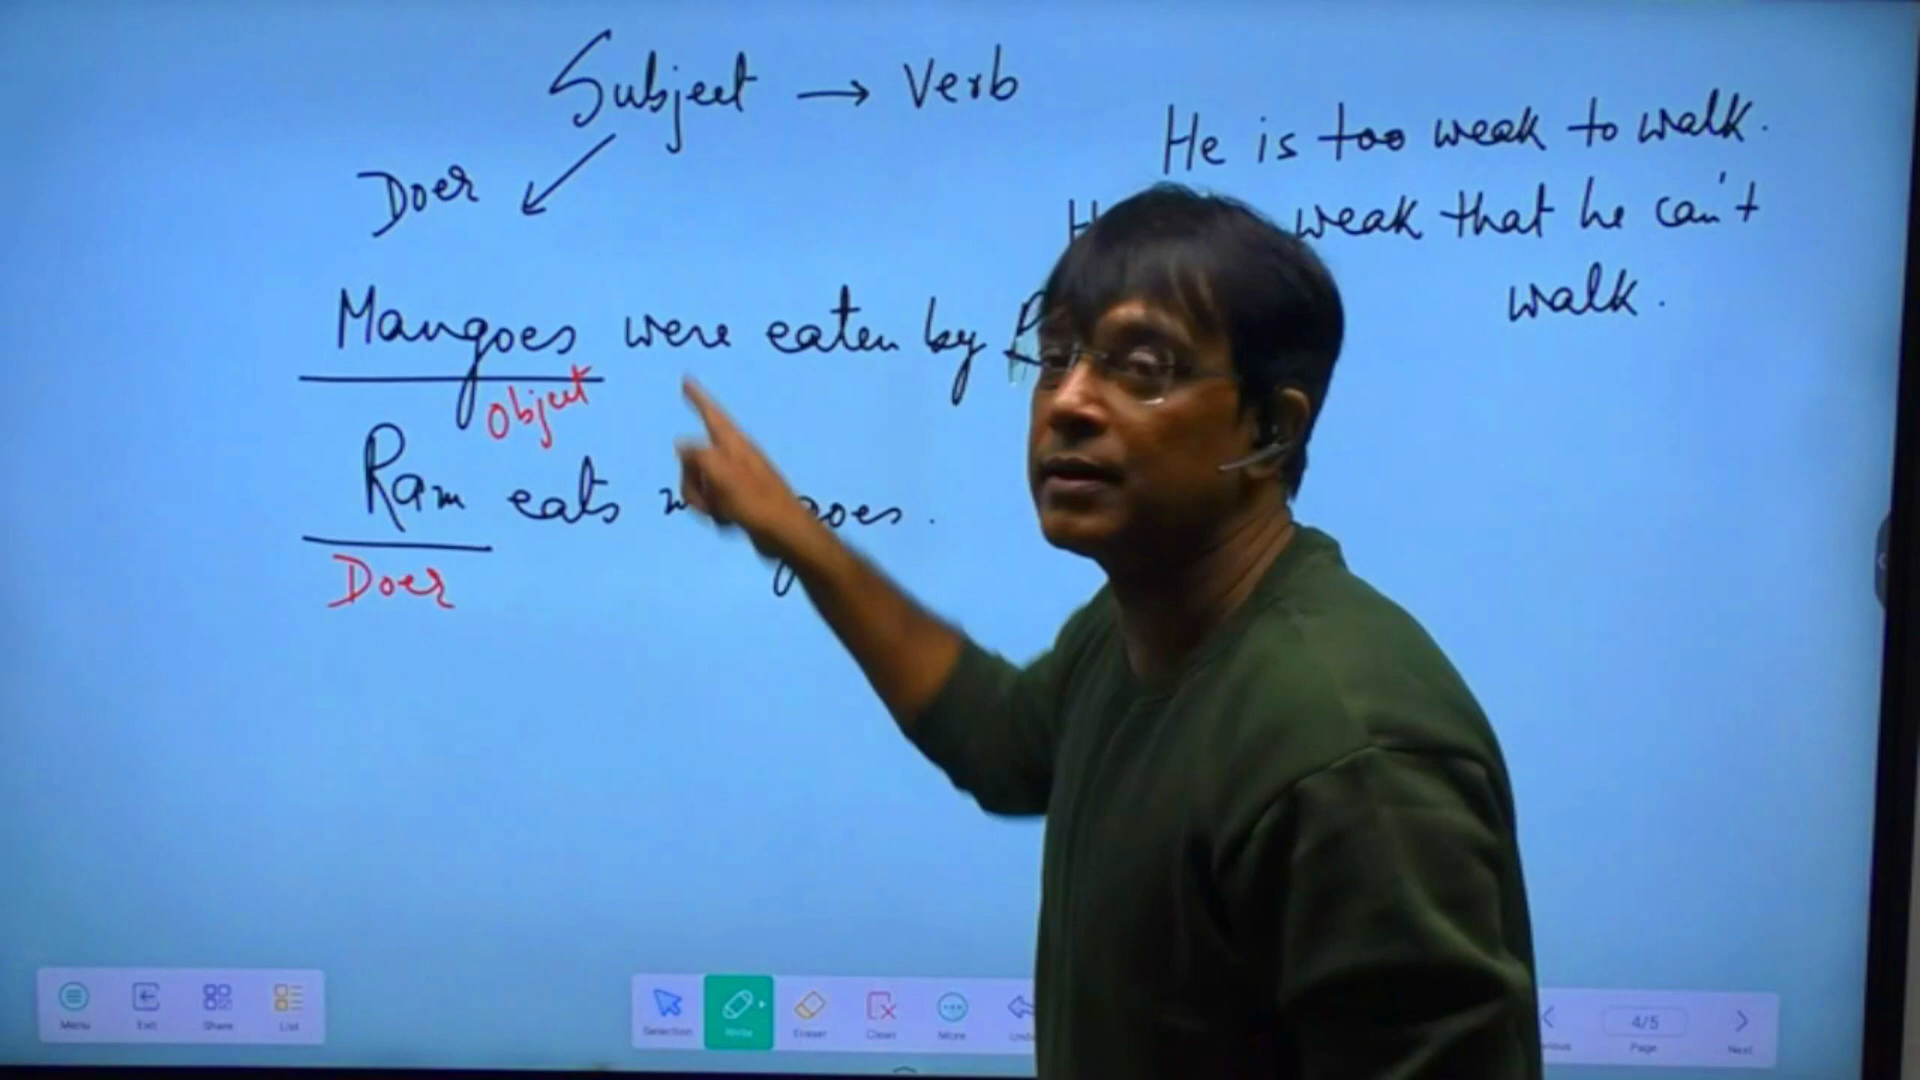 Subject → Verb
Doer
Mangoes were eaten by
Object
Ram eats
Doer
He is too weak to walk.
weak that he can't
walk.
Menu
Exit
Share
List
Selection
Write
Eraser
Clean
More
4/5
Page
Next